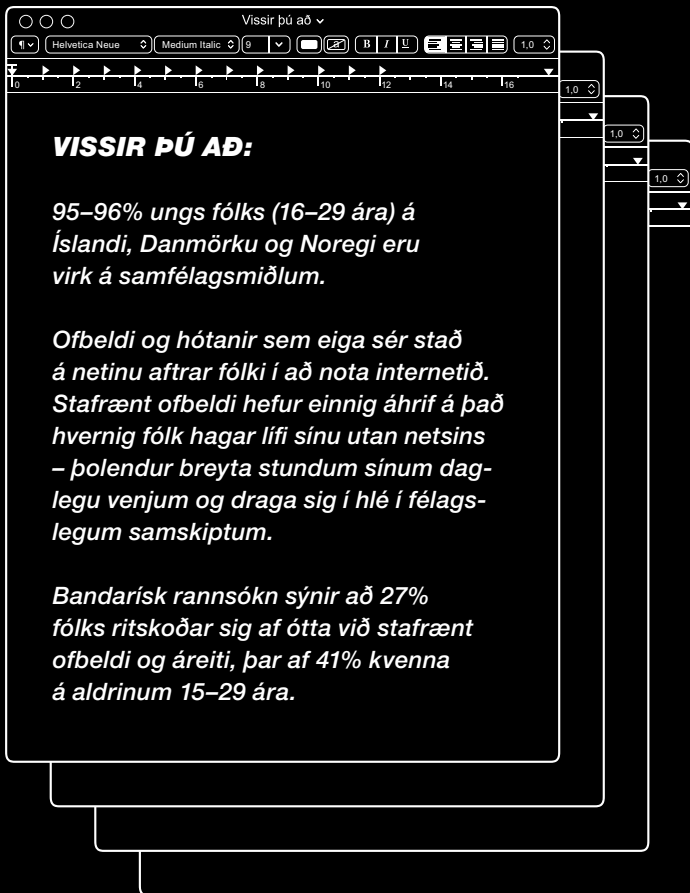 Vissir þú að
¶ Helvetica Neue Medium Italic 9 a B I U 1,0
0 2 4 6 8 10 12 14 16
1,0
1,0
1,0
VISSIR ÞÚ AÐ:
95–96% ungs fólks (16–29 ára) á
Íslandi, Danmörku og Noregi eru
virk á samfélagsmiðlum.
Ofbeldi og hótanir sem eiga sér stað
á netinu aftrar fólki í að nota internetið.
Stafrænt ofbeldi hefur einnig áhrif á það
hvernig fólk hagar lífi sínu utan netsins
– þolendur breyta stundum sínum dag-
legu venjum og draga sig í hlé í félags-
legum samskiptum.
Bandarísk rannsókn sýnir að 27%
fólks ritskoðar sig af ótta við stafrænt
ofbeldi og áreiti, þar af 41% kvenna
á aldrinum 15–29 ára.